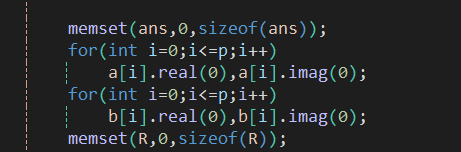 memset(ans,0,sizeof(ans));
for(int i=0;i<=p;i++)
a[i].real(0),a[i].imag(0);
for(int i=0;i<=p;i++)
b[i].real(0),b[i].imag(0);
memset(R,0,sizeof(R));